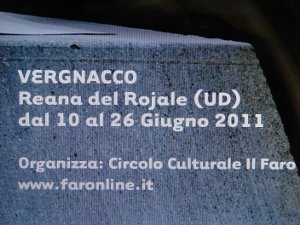 VERGNACCO
Reana del Rojale (UD)
dal 10 al 26 Giugno 2011
Organizza: Circolo Culturale Il Faro
www.faronline.it